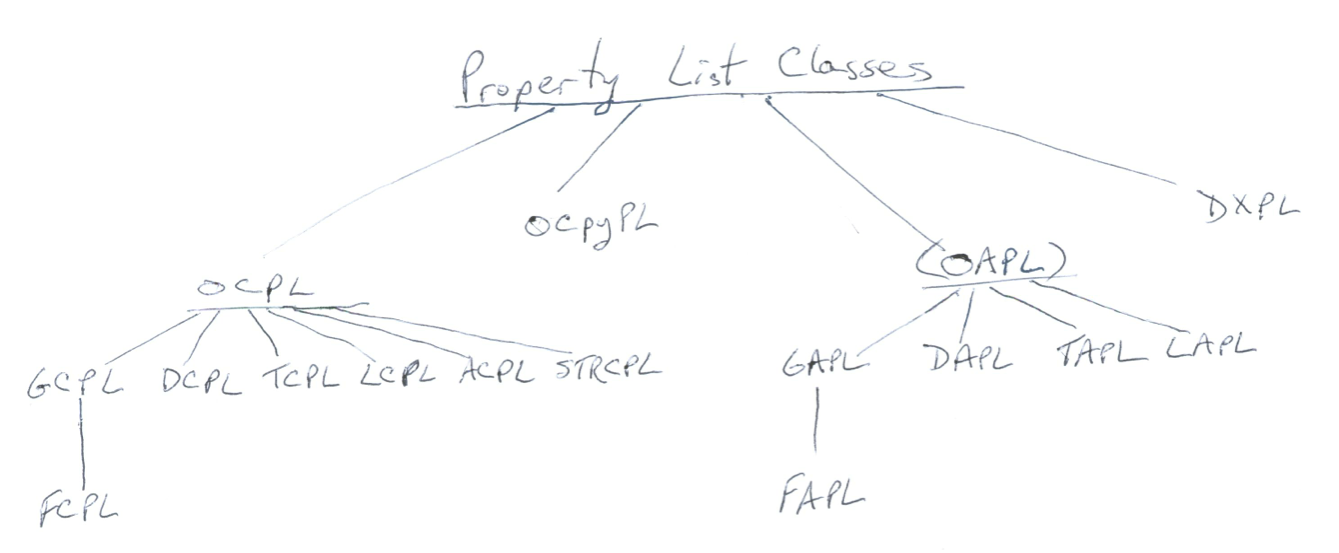 Property List Classes
OCpyPL
DXPL
(OAPL)
OCPL
GCPL DCPL TCPL LCPL ACPL STRCPL
GAPL DAPL TAPL LAPL
FCPL
FAPL